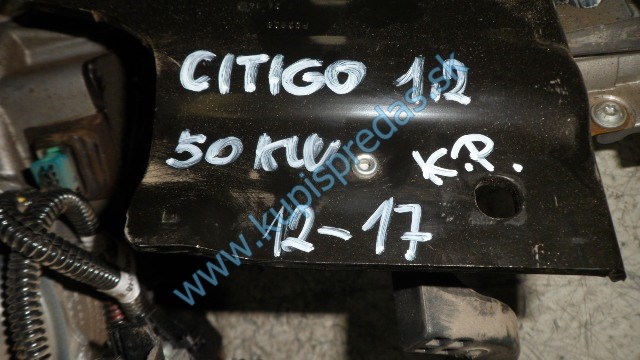 CITIGO 1.2
50 KW K.P.
12-17
www.kupispredas.sk